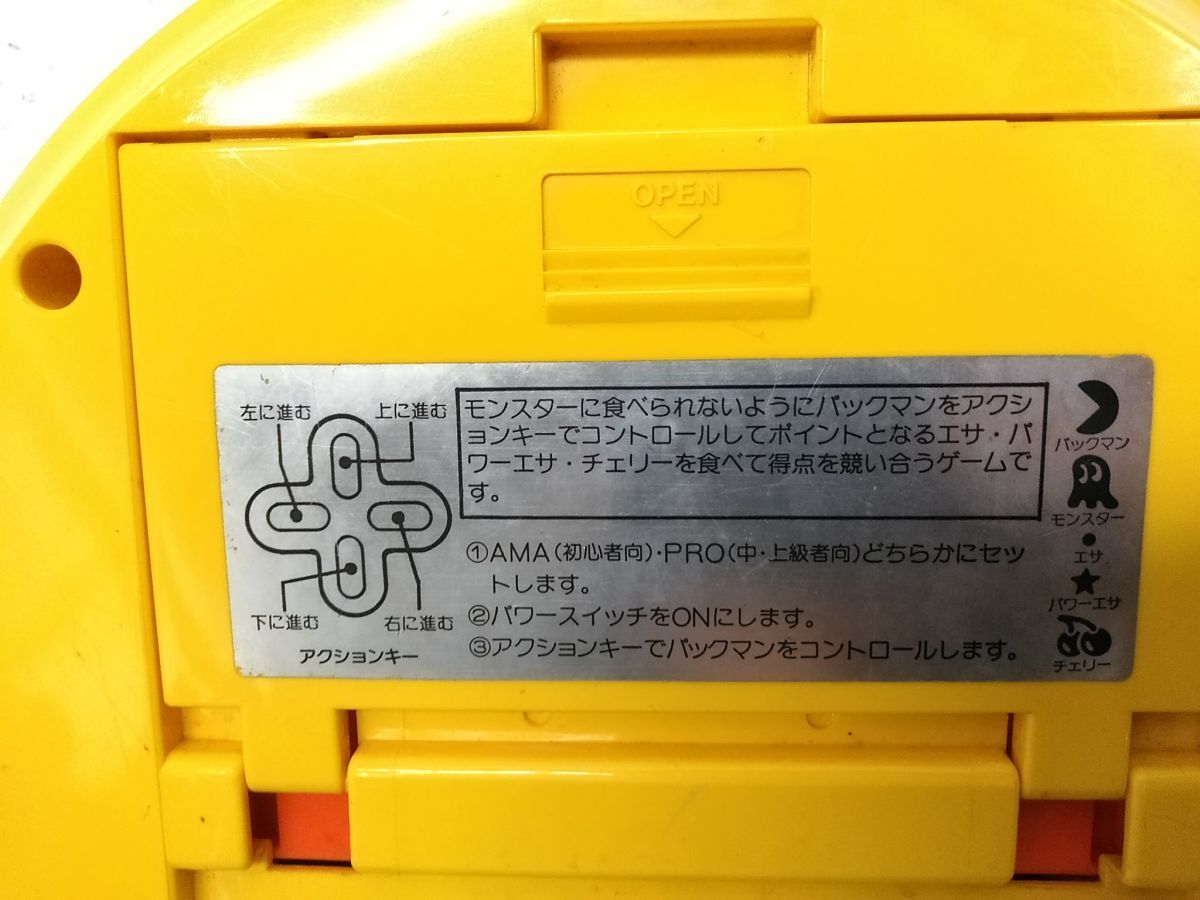 OPEN
左に進む
上に進む
下に進む
右に進む
アクションキー
モンスターに食べられないようにパックマンをアクシ
ョンキーでコントロールしてポイントとなるエサ・パ
ワーエサ・チェリーを食べて得点を競い合うゲームで
す。
①AMA(初心者向)・PRO(中・上級者向)どちらかにセッ
トします。
②パワースイッチをONにします。
③アクションキーでパックマンをコントロールします。
パックマン
モンスター
エサ
パワーエサ
チェリー